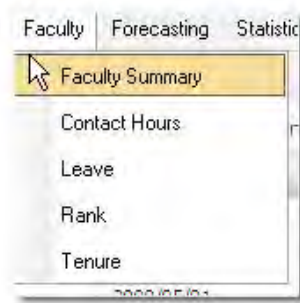 Faculty Forecasting Statistic
Faculty Summary
Contact Hours
Leave
Rank
Tenure